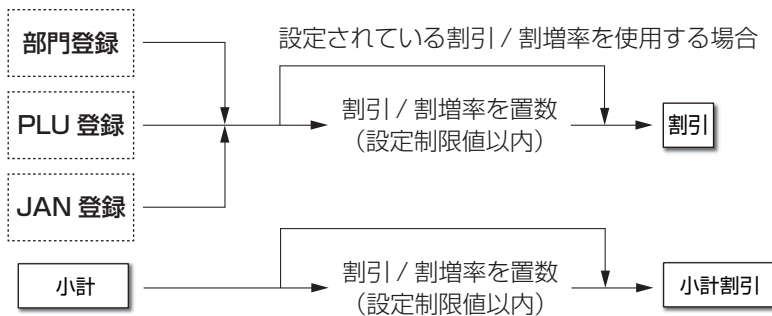 部門登録
設定されている割引 / 割増率を使用する場合
PLU 登録
割引 / 割増率を置数
（設定制限値以内）
割引
JAN 登録
小計
割引 / 割増率を置数
（設定制限値以内）
小計割引